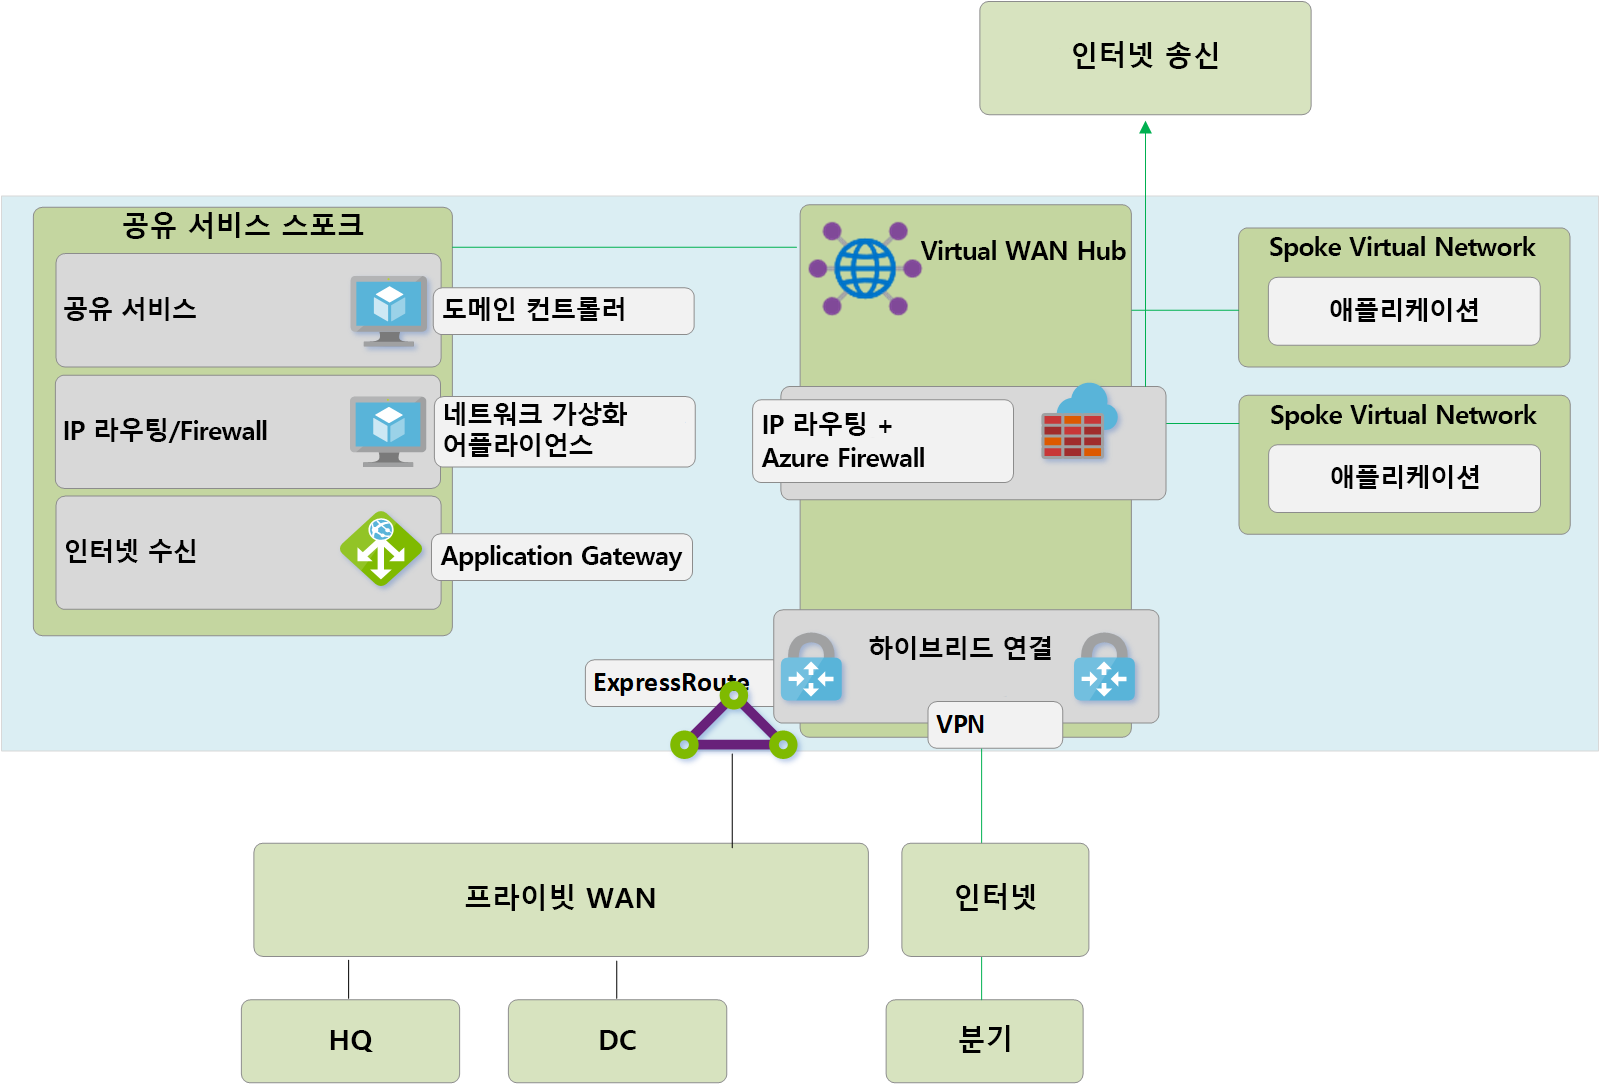 인터넷 송신
공유 서비스 스포크
공유 서비스
도메인 컨트롤러
IP 라우팅/Firewall
네트워크 가상화
어플라이언스
인터넷 수신
Application Gateway
Virtual WAN Hub
IP 라우팅 +
Azure Firewall
하이브리드 연결
ExpressRoute
VPN
Spoke Virtual Network
애플리케이션
Spoke Virtual Network
애플리케이션
프라이빗 WAN
인터넷
HQ
DC
분기